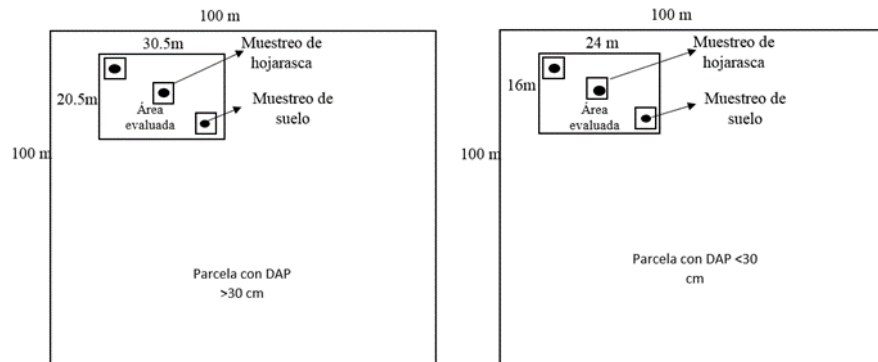 100 m
30.5m
Muestreo de
hojarasca
20.5m
Área
evaluada
Muestreo de
suelo
100 m
Parcela con DAP
>30 cm
100 m
24 m
Muestreo de
hojarasca
16m
Área
evaluada
Muestreo de
suelo
100 m
Parcela con DAP <30
cm